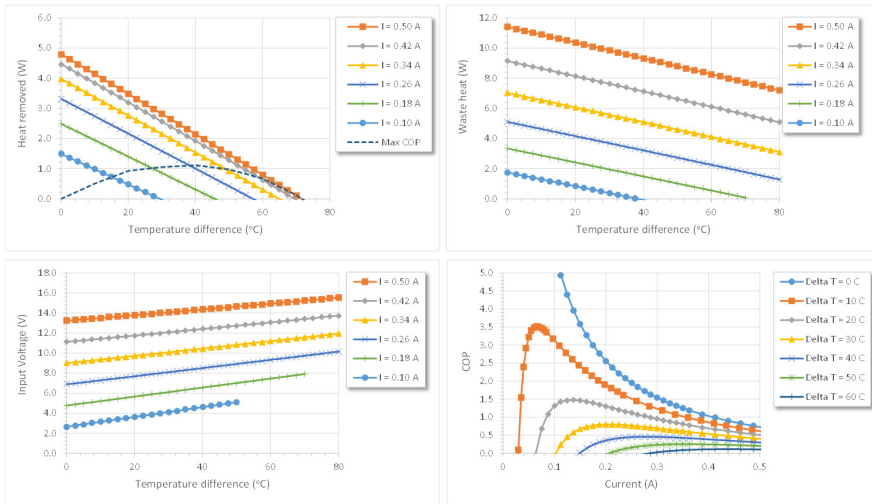 Heat removed (W)
6.0
5.0
4.0
3.0
2.0
1.0
0.0
0
20
40
60
80
Temperature difference (°C)
I = 0.50 A
I = 0.42 A
I = 0.34 A
I = 0.26 A
I = 0.18 A
I = 0.10 A
Max COP
Waste heat (W)
12.0
10.0
8.0
6.0
4.0
2.0
0.0
0
20
40
60
80
Temperature difference (°C)
I = 0.50 A
I = 0.42 A
I = 0.34 A
I = 0.26 A
I = 0.18 A
I = 0.10 A
Input Voltage (V)
18.0
16.0
14.0
12.0
10.0
8.0
6.0
4.0
2.0
0.0
0
20
40
60
80
Temperature difference (°C)
I = 0.50 A
I = 0.42 A
I = 0.34 A
I = 0.26 A
I = 0.18 A
I = 0.10 A
COP
5.0
4.5
4.0
3.5
3.0
2.5
2.0
1.5
1.0
0.5
0.0
0
0.1
0.2
0.3
0.4
0.5
Current (A)
Delta T = 0 C
Delta T = 10 C
Delta T = 20 C
Delta T = 30 C
Delta T = 40 C
Delta T = 50 C
Delta T = 60 C